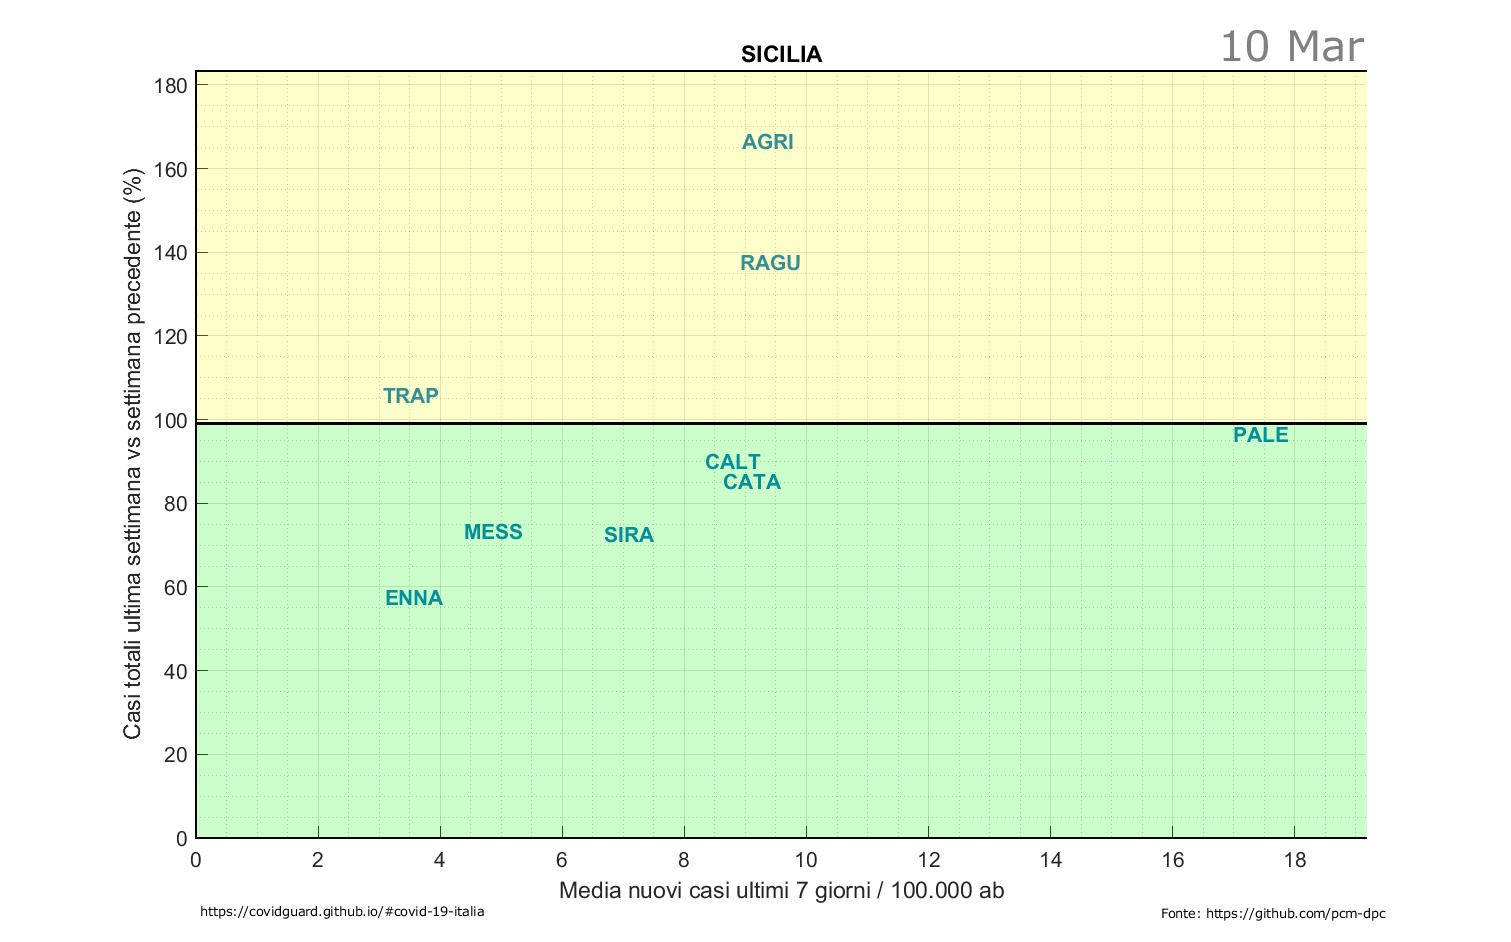 SICILIA
10 Mar
Casi totali ultima settimana vs settimana precedente (%)
180
160
140
120
100
80
60
40
20
0
AGRI
RAGU
TRAP
PALE
CALT
CATA
MESS
SIRA
ENNA
0 2 4 6 8 10 12 14 16 18
Media nuovi casi ultimi 7 giorni / 100.000 ab
https://covidguard.github.io/#covid-19-italia
Fonte: https://github.com/pcm-dpc